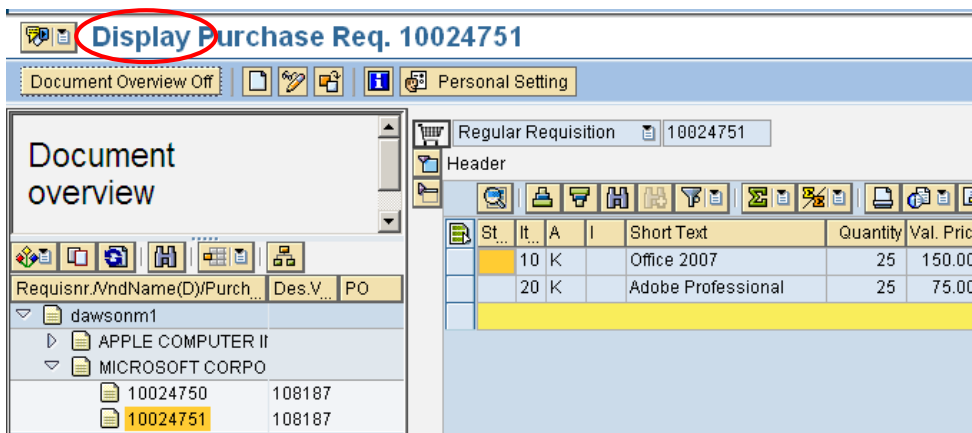 Display Purchase Req. 10024751
Document Overview Off Personal Setting
Document
overview
Regular Requisition 10024751
Header
St... It... A I Short Text Quantity Val. Pric
10 K Office 2007 25 150.00
20 K Adobe Professional 25 75.00
Requisnr./VndName(D)/Purch... Des.V... PO
dawsonm1
APPLE COMPUTER
MICROSOFT CORPO
10024750 108187
10024751 108187